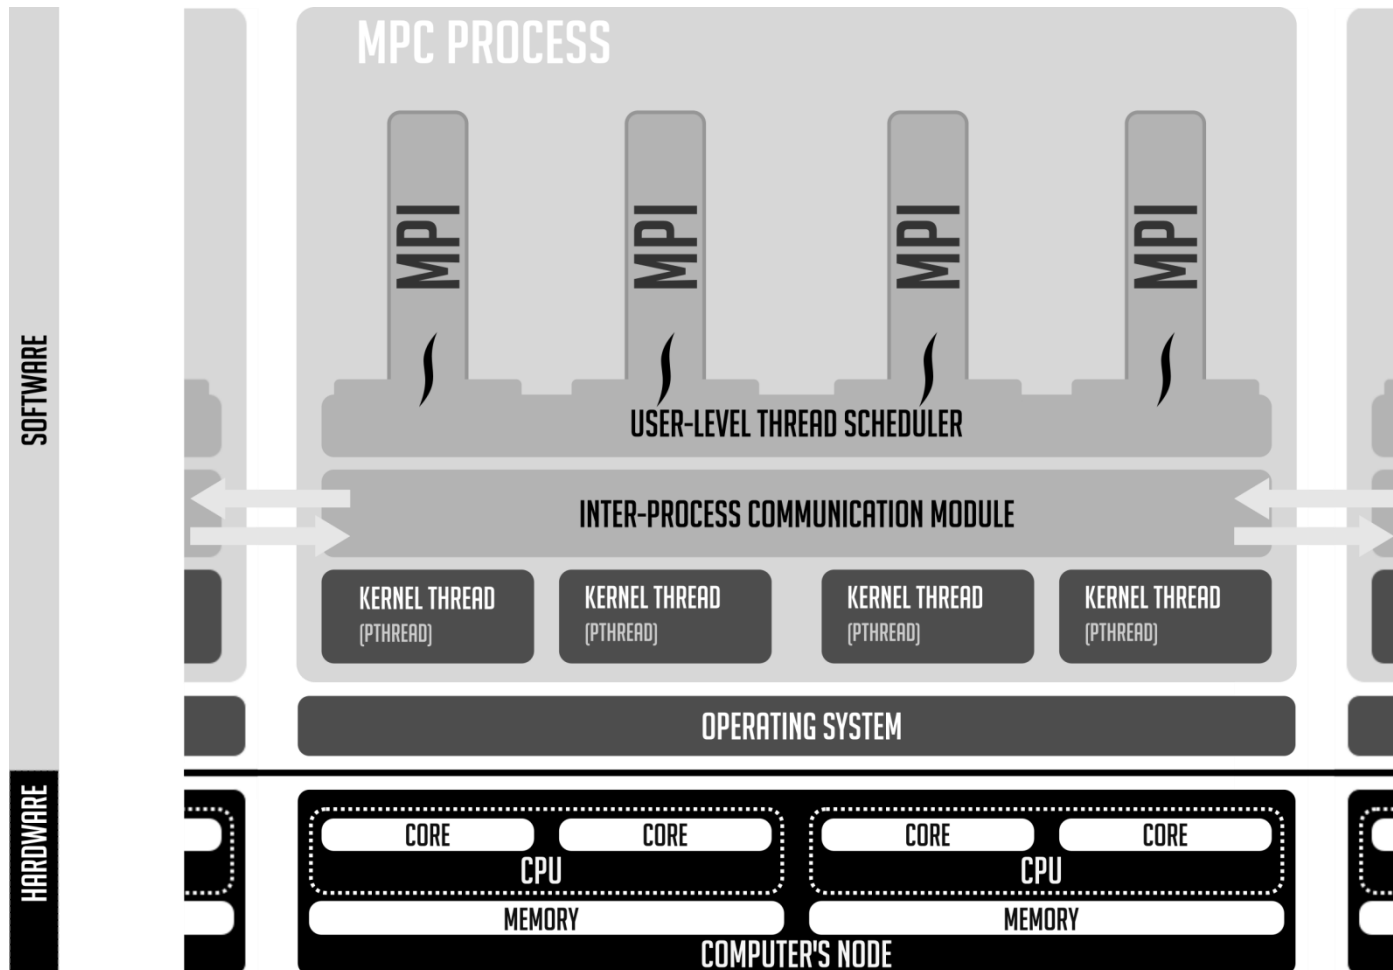 MPC PROCESS
MPI
MPI
MPI
MPI
SOFTWARE
USER-LEVEL THREAD SCHEDULER
INTER-PROCESS COMMUNICATION MODULE
KERNEL THREAD
(PTHREAD)
KERNEL THREAD
(PTHREAD)
KERNEL THREAD
(PTHREAD)
KERNEL THREAD
(PTHREAD)
OPERATING SYSTEM
HARDWARE
CORE
CORE
CPU
CORE
CORE
CPU
MEMORY
MEMORY
COMPUTER'S NODE